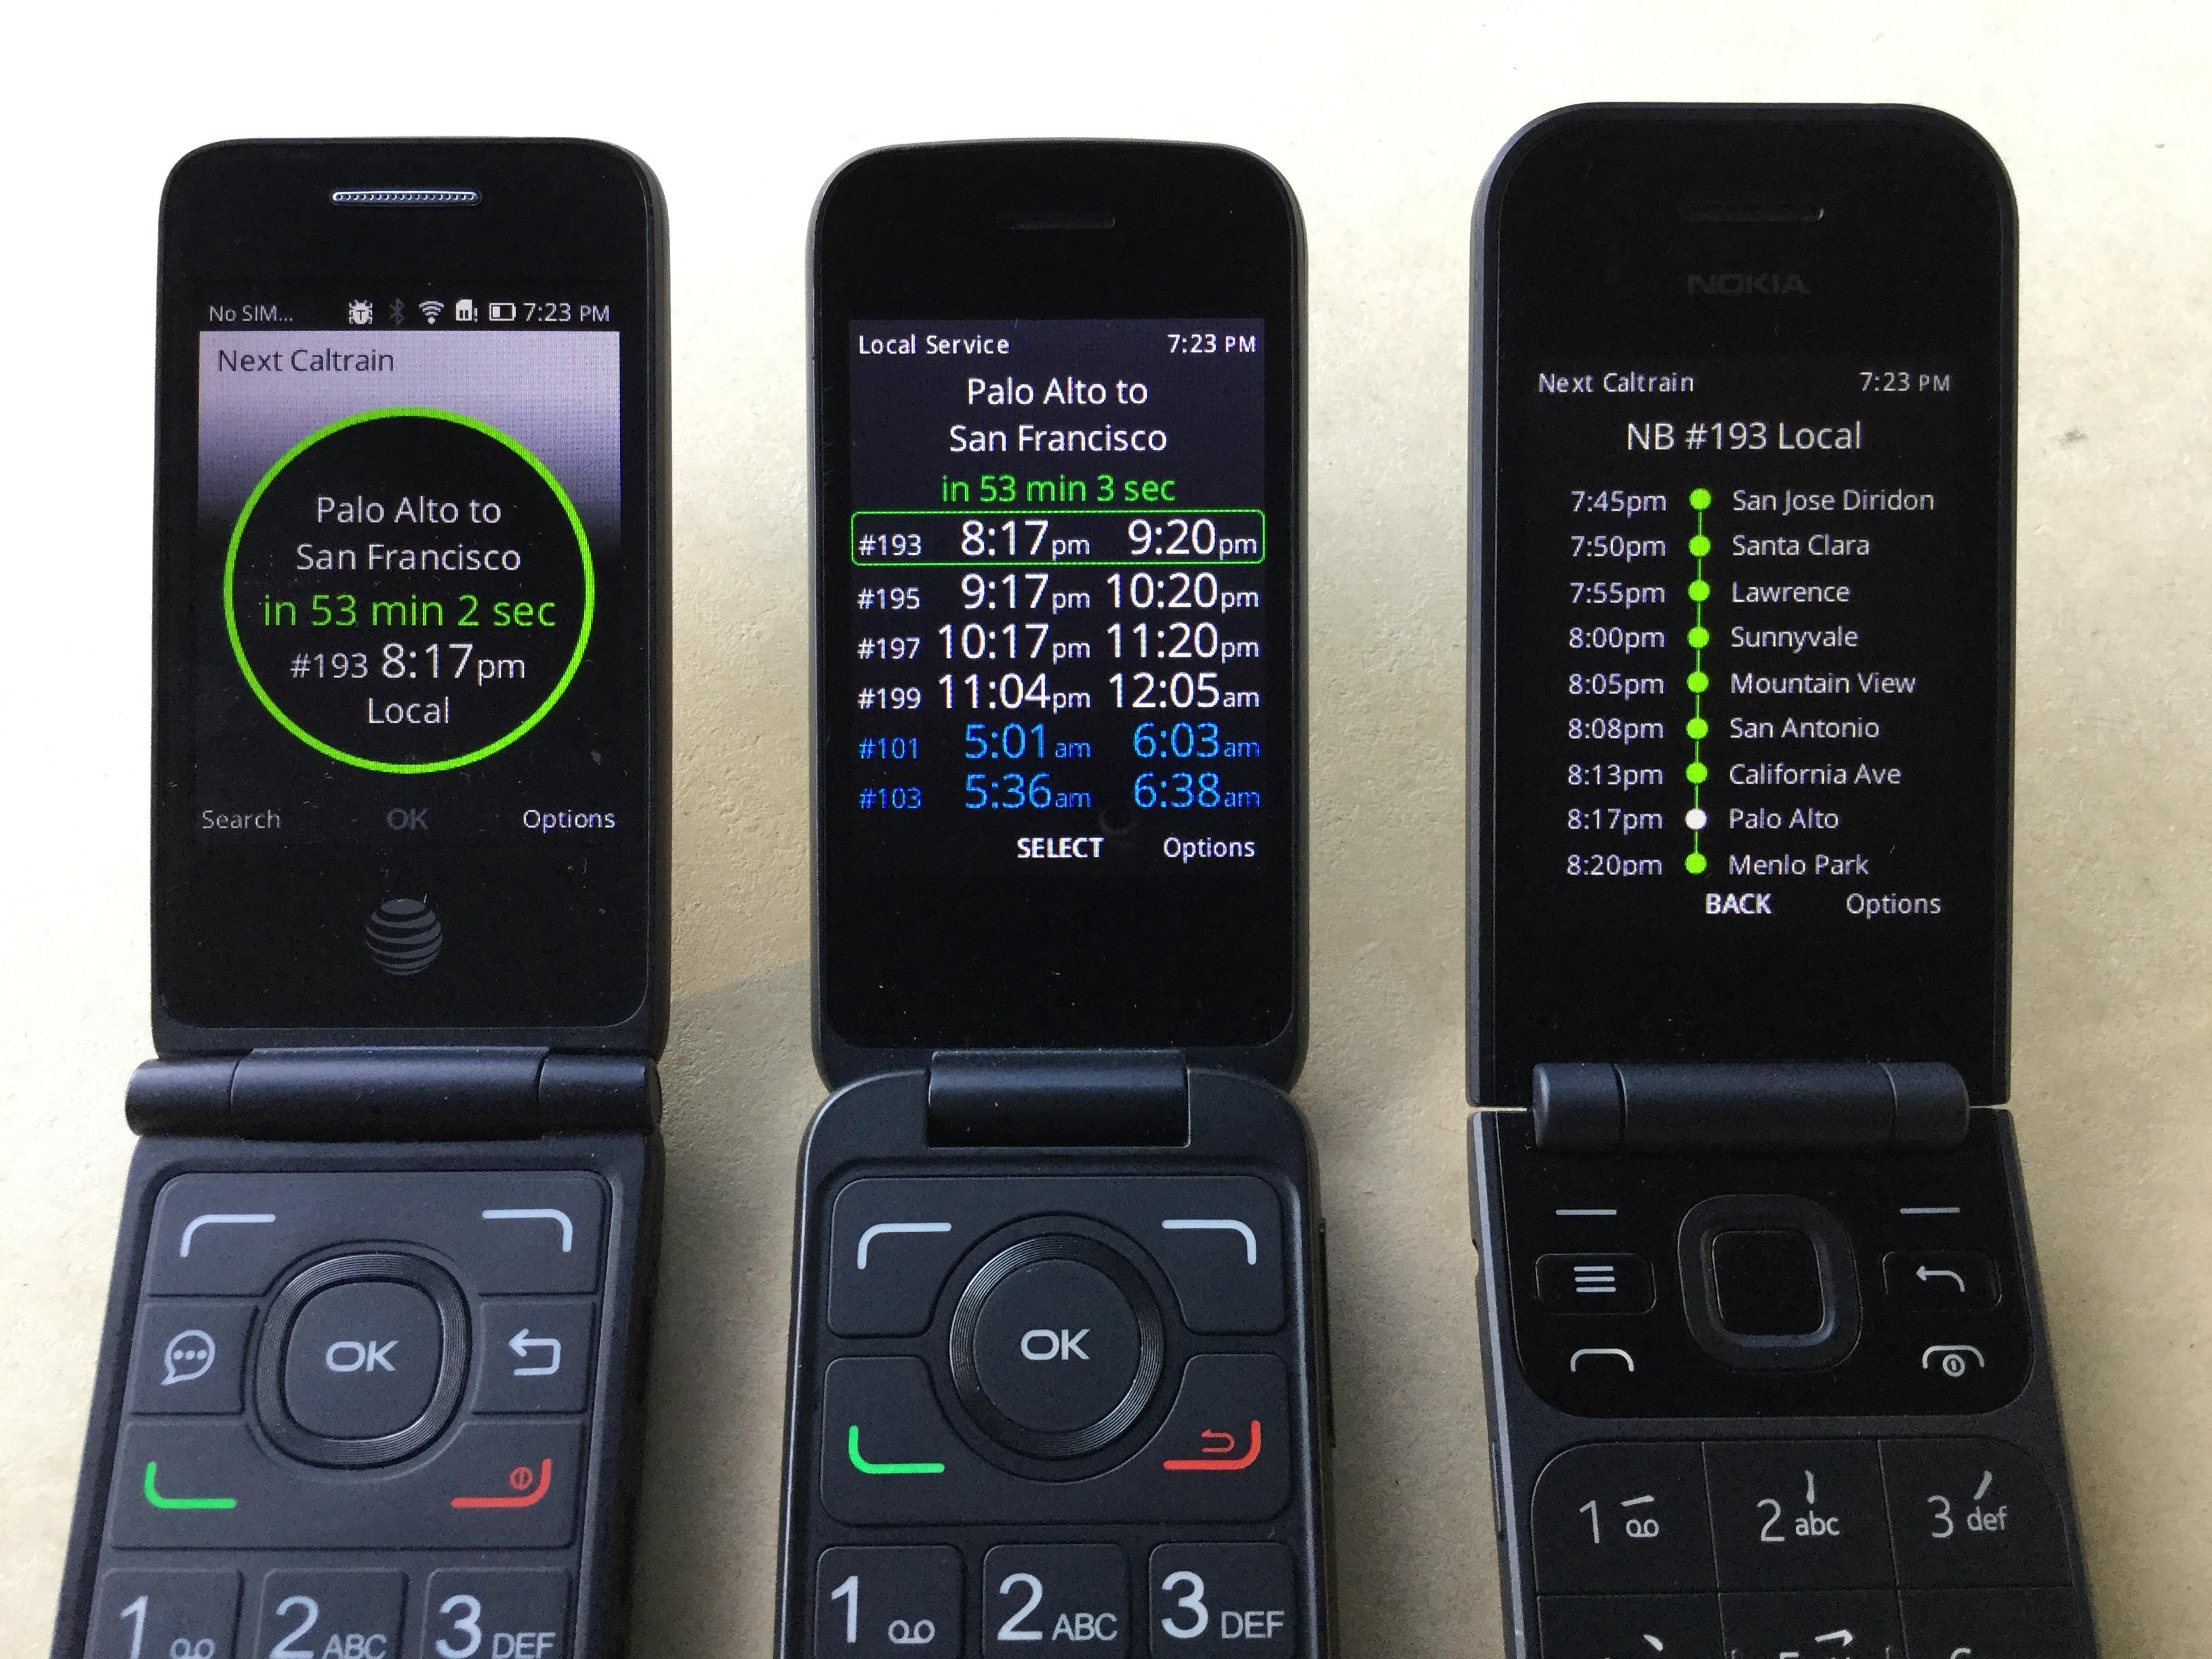 No SIM... 7:23 PM
Next Caltrain
Palo Alto to
San Francisco
in 53 min 2 sec
#193 8:17pm
Local
Search OK Options
OK
1
2 ABC
3 DEF
Local Service 7:23 PM
Palo Alto to
San Francisco
in 53 min 3 sec
#193 8:17pm 9:20pm
#195 9:17pm 10:20pm
#197 10:17pm 11:20pm
#199 11:04pm 12:05am
#101 5:01am 6:03am
#103 5:36am 6:38am
SELECT Options
OK
1
2 ABC
3 DEF
NOKIA
Next Caltrain 7:23 PM
NB #193 Local
7:45pm San Jose Diridon
7:50pm Santa Clara
7:55pm Lawrence
8:00pm Sunnyvale
8:05pm Mountain View
8:08pm San Antonio
8:13pm California Ave
8:17pm Palo Alto
8:20pm Menlo Park
BACK Options
1
2 abc
3 def